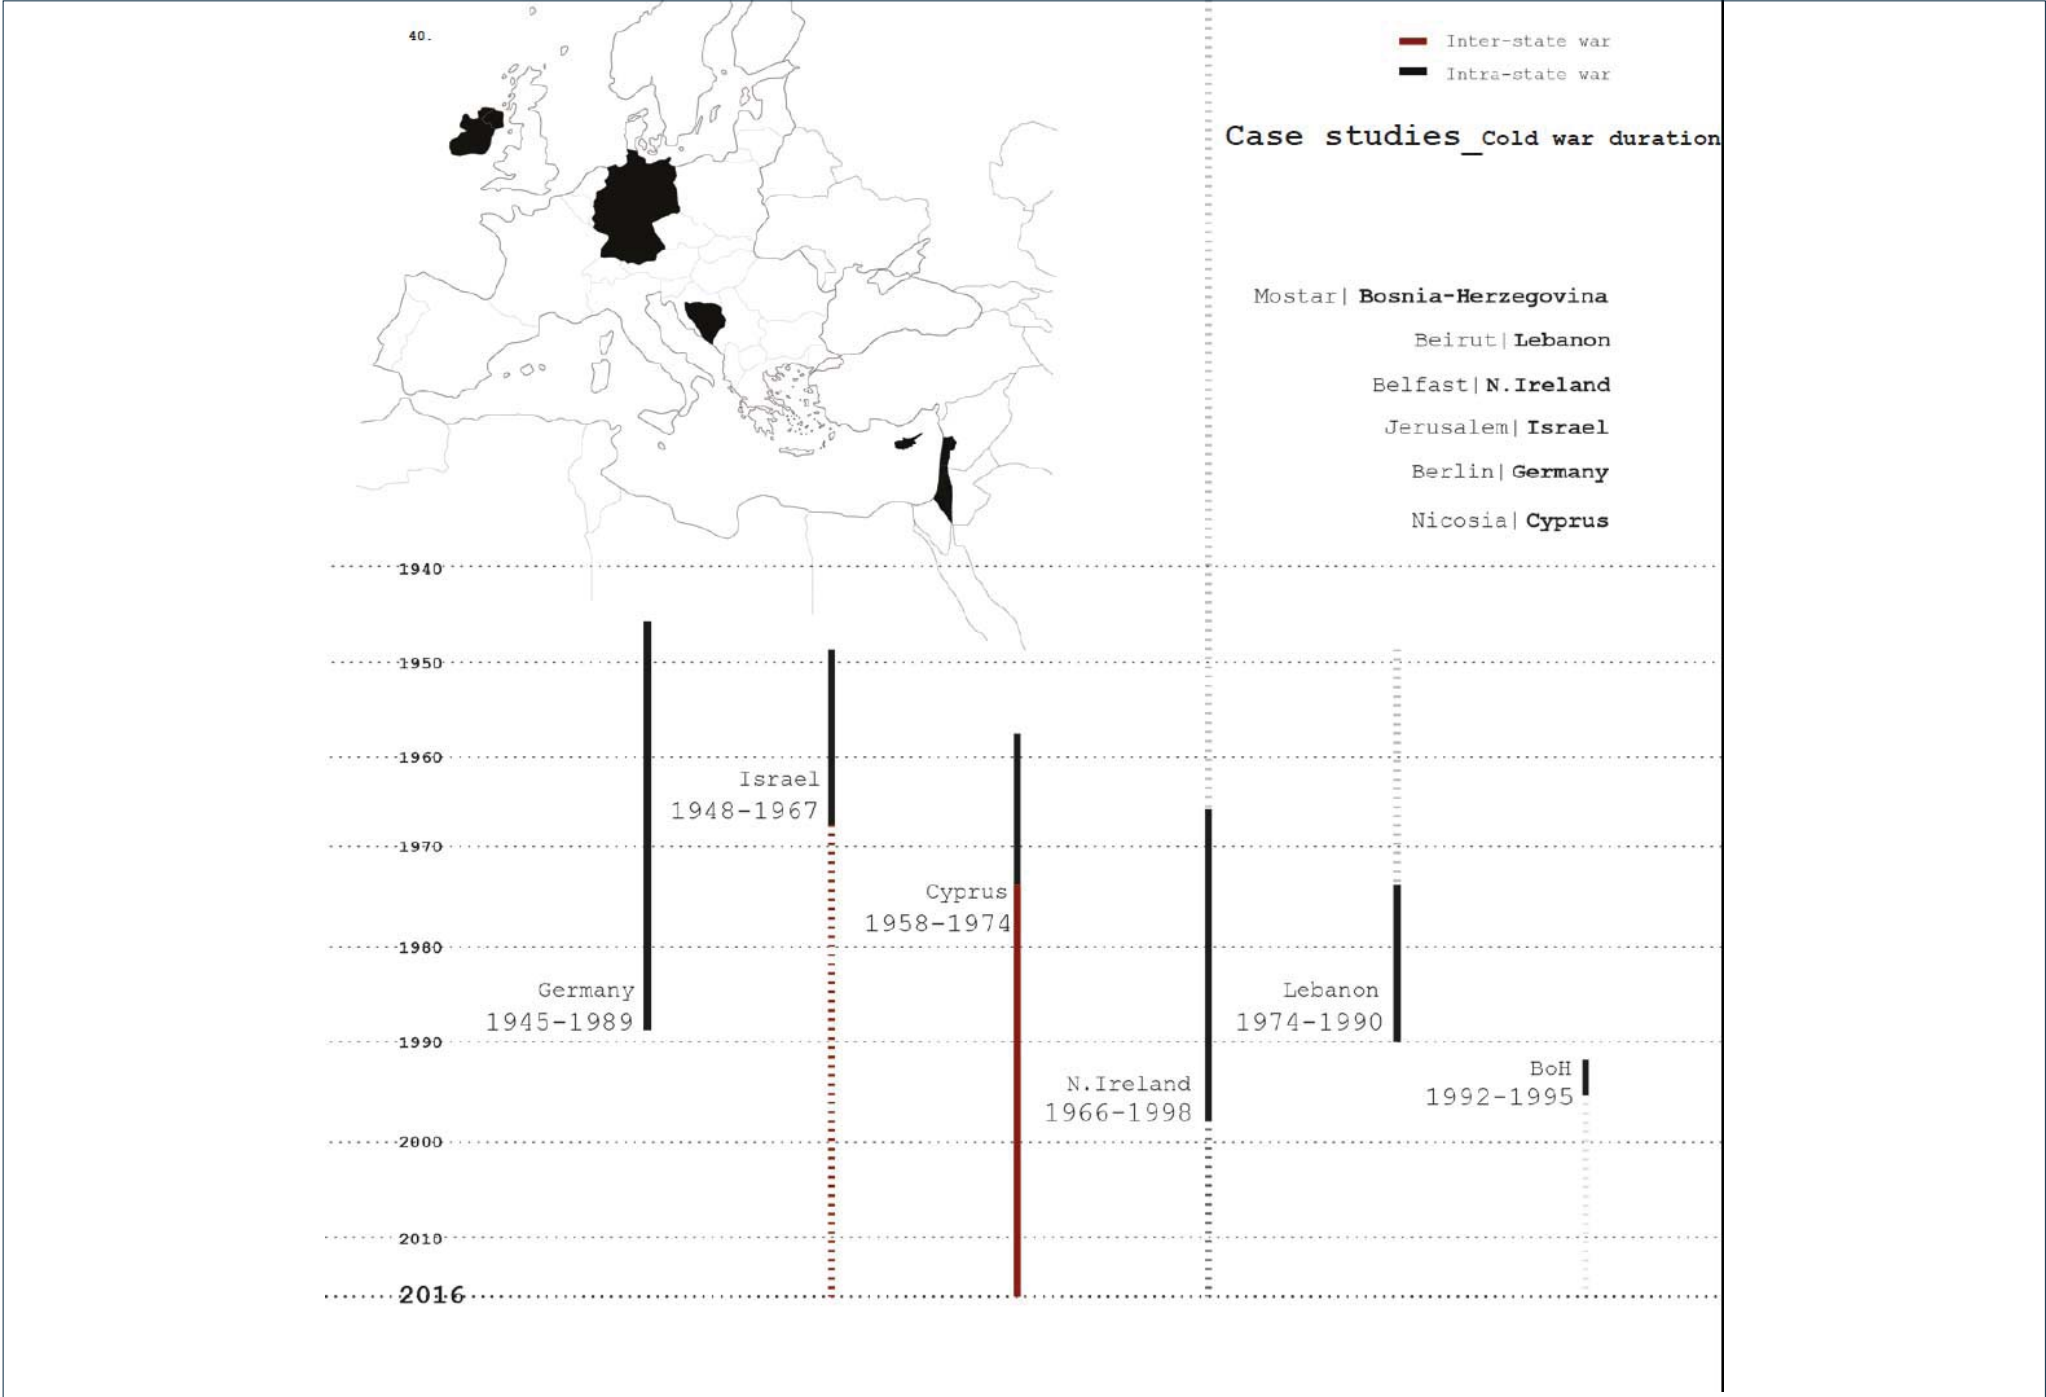 40.
Inter-state war
Intra-state war
Case studies_Cold war duration
Mostar| Bosnia-Herzegovina
Beirut| Lebanon
Belfast| N.Ireland
Jerusalem| Israel
Berlin| Germany
Nicosia| Cyprus
1940
1950
1960
Israel
1948-1967
1970
Cyprus
1958-1974
1980
Germany
1945-1989
Lebanon
1974-1990
1990
N.Ireland
1966-1998
BoH
1992-1995
2000
2010
2016